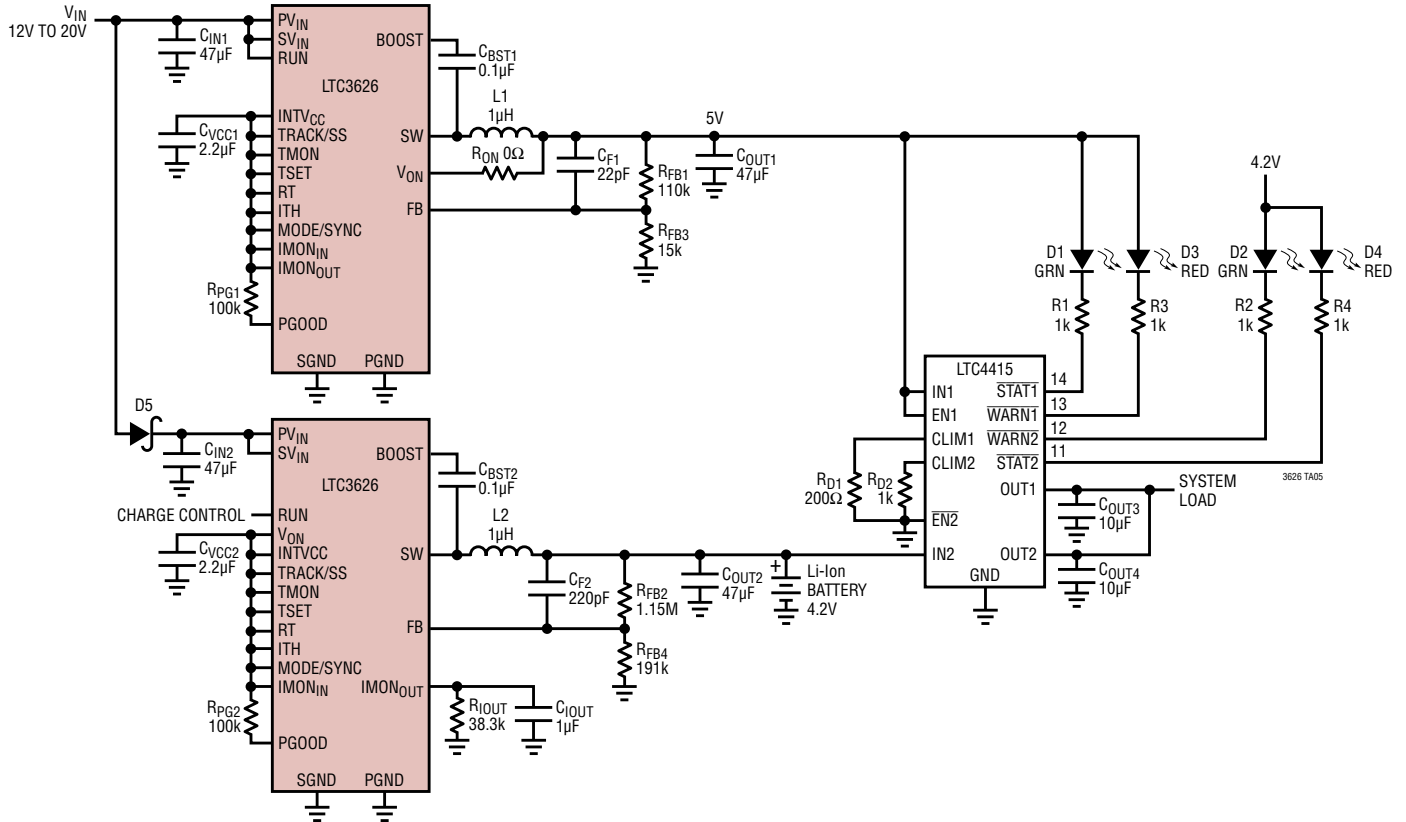 VIN
12V TO 20V
CIN1
47µF
PVIN
SVIN
RUN
BOOST
CBST1
0.1µF
LTC3626
L1
1µH
CVCC1
2.2µF
INTVCC
TRACK/SS
TMON
TSET
RT
ITH
MODE/SYNC
IMONIN
IMONOUT
SW
VON
FB
RON 0Ω
CF1
22pF
RFB1
110k
RFB3
15k
5V
COUT1
47µF
RPG1
100k
PGOOD
SGND
PGND
4.2V
D1
GRN
D3
RED
D2
GRN
D4
RED
R1
1k
R3
1k
R2
1k
R4
1k
LTC4415
IN1
EN1
CLIM1
CLIM2
EN2
IN2
STAT1
WARN1
WARN2
STAT2
OUT1
OUT2
GND
14
13
12
11
RD1
200Ω
RD2
1k
3626 TA05
SYSTEM
LOAD
COUT3
10µF
COUT4
10µF
D5
CIN2
47µF
PVIN
SVIN
BOOST
CBST2
0.1µF
LTC3626
CHARGE CONTROL
RUN
VON
INTVCC
TRACK/SS
TMON
TSET
RT
ITH
MODE/SYNC
IMONIN
CVCC2
2.2µF
L2
1µH
SW
FB
IMONOUT
CF2
220pF
RFB2
1.15M
RFB4
191k
COUT2
47µF
+
Li-Ion
BATTERY
4.2V
RIOUT
38.3k
CIOUT
1µF
RPG2
100k
PGOOD
SGND
PGND